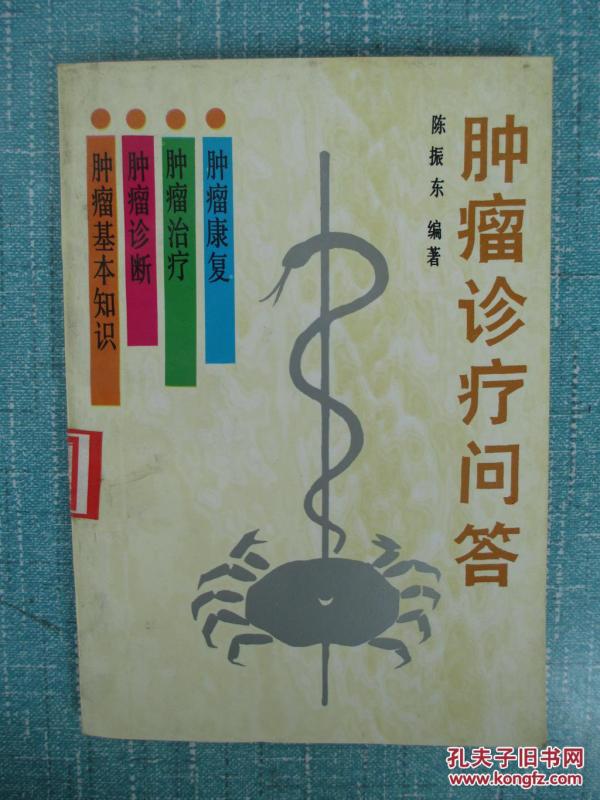 肿瘤诊疗问答
陈振东 编著
肿瘤康复
肿瘤治疗
肿瘤诊断
肿瘤基本知识
孔夫子旧书网
www.kongfz.com